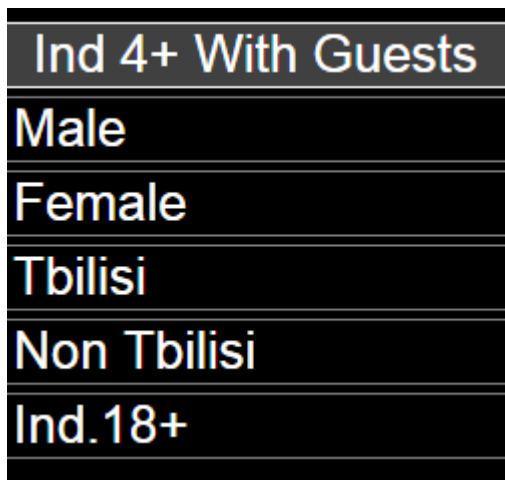 Ind 4+ With Guests
Male
Female
Tbilisi
Non Tbilisi
Ind.18+